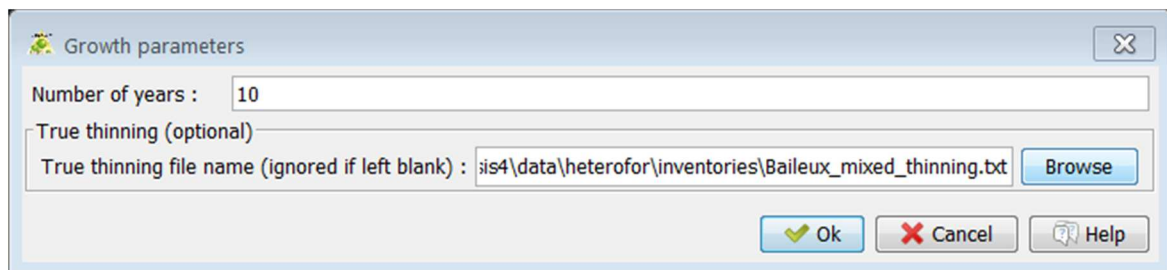 Growth parameters
Number of years : 10
True thinning (optional)
True thinning file name (ignored if left blank) : sis4\data\heterofor\inventories\Baileux_mixed_thinning.txt Browse
Ok Cancel Help